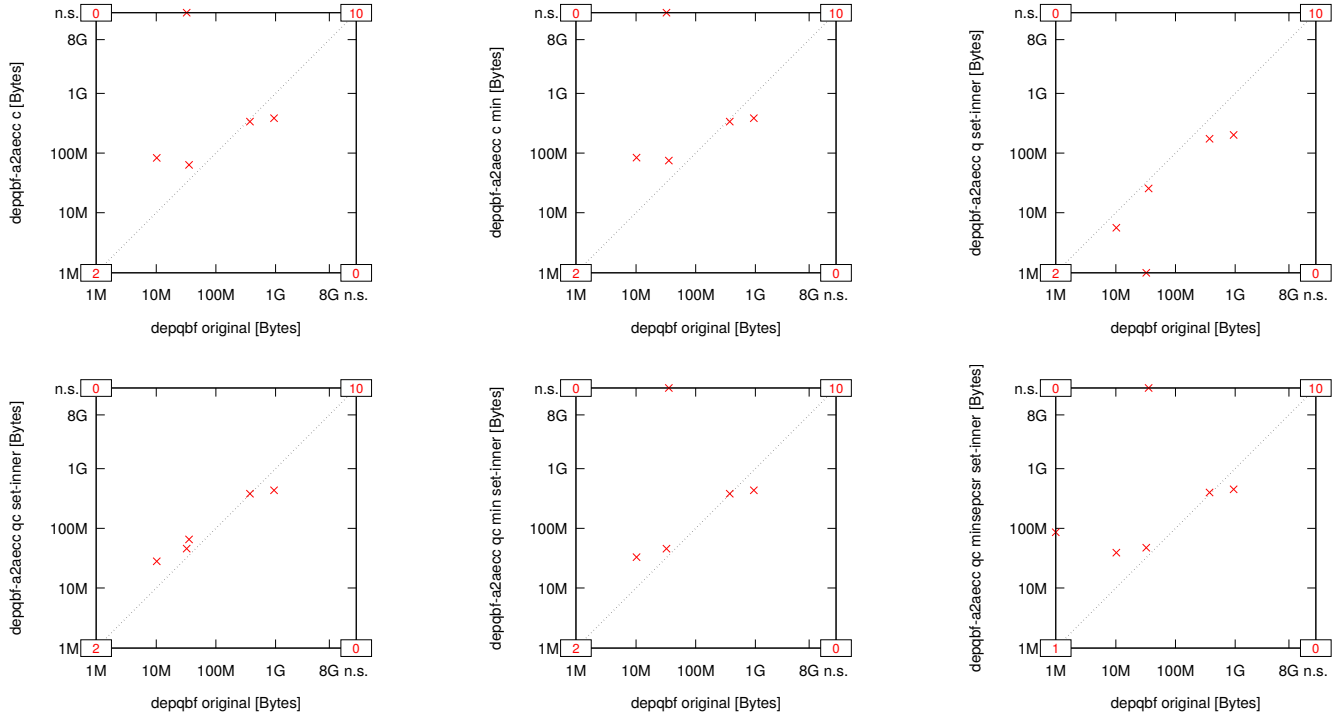 n.s. 0 10
8G
1G
100M
10M
1M 2 0
1M 10M 100M 1G 8G n.s.
depqbf-a2aecc c [Bytes]
depqbf original [Bytes]
n.s. 0 10
8G
1G
100M
10M
1M 2 0
1M 10M 100M 1G 8G n.s.
depqbf-a2aecc c min [Bytes]
depqbf original [Bytes]
n.s. 0 10
8G
1G
100M
10M
1M 2 0
1M 10M 100M 1G 8G n.s.
depqbf-a2aecc q set-inner [Bytes]
depqbf original [Bytes]
n.s. 0 10
8G
1G
100M
10M
1M 2 0
1M 10M 100M 1G 8G n.s.
depqbf-a2aecc qc set-inner [Bytes]
depqbf original [Bytes]
n.s. 0 10
8G
1G
100M
10M
1M 2 0
1M 10M 100M 1G 8G n.s.
depqbf-a2aecc qc min set-inner [Bytes]
depqbf original [Bytes]
n.s. 0 10
8G
1G
100M
10M
1M 1 0
1M 10M 100M 1G 8G n.s.
depqbf-a2aecc qc minsepcsr set-inner [Bytes]
depqbf original [Bytes]